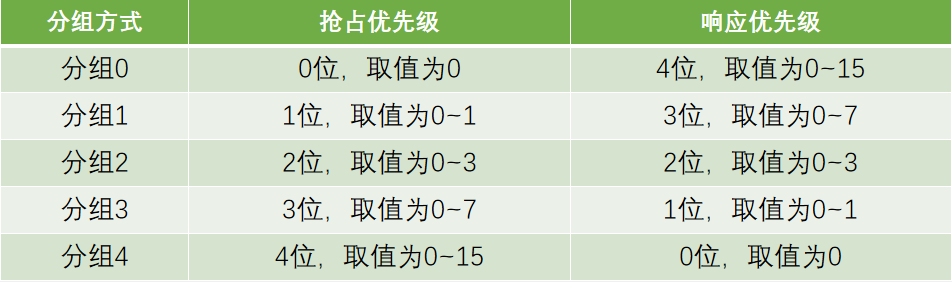 分组方式 抢占优先级 响应优先级
分组0 0位，取值为0 4位，取值为0~15
分组1 1位，取值为0~1 3位，取值为0~7
分组2 2位，取值为0~3 2位，取值为0~3
分组3 3位，取值为0~7 1位，取值为0~1
分组4 4位，取值为0~15 0位，取值为0